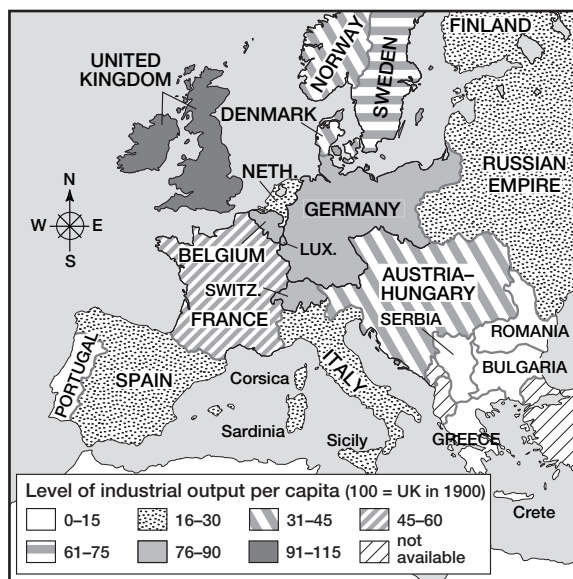 FINLAND
NORWAY
SWEDEN
UNITED
KINGDOM
DENMARK
RUSSIAN
EMPIRE
NETH.
N
W
E
S
GERMANY
BELGIUM
LUX.
AUSTRIA–
HUNGARY
SWITZ.
SERBIA
FRANCE
ROMANIA
BULGARIA
PORTUGAL
SPAIN
Corsica
ITALY
Sardinia
Sicily
GREECE
Crete
Level of industrial output per capita (100 = UK in 1900)
0–15
16–30
31–45
45–60
61–75
76–90
91–115
not
available